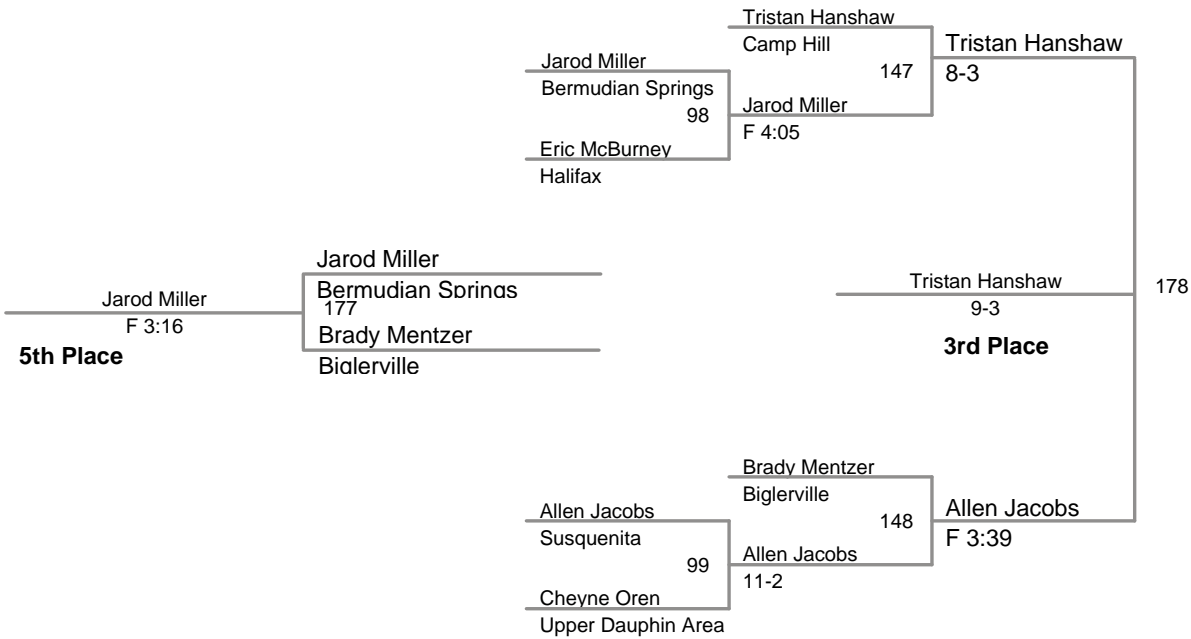 Tristan Hanshaw
Camp Hill
Tristan Hanshaw
147
8-3
Jarod Miller
Bermudian Springs
98
Jarod Miller
F 4:05
Eric McBurney
Halifax
Jarod Miller
Bermudian Springs
177
Jarod Miller
F 3:16
5th Place
Brady Mentzer
Biglerville
Tristan Hanshaw
9-3
3rd Place
178
Brady Mentzer
Biglerville
148
Allen Jacobs
F 3:39
Allen Jacobs
Susquenita
99
Allen Jacobs
11-2
Cheyne Oren
Upper Dauphin Area